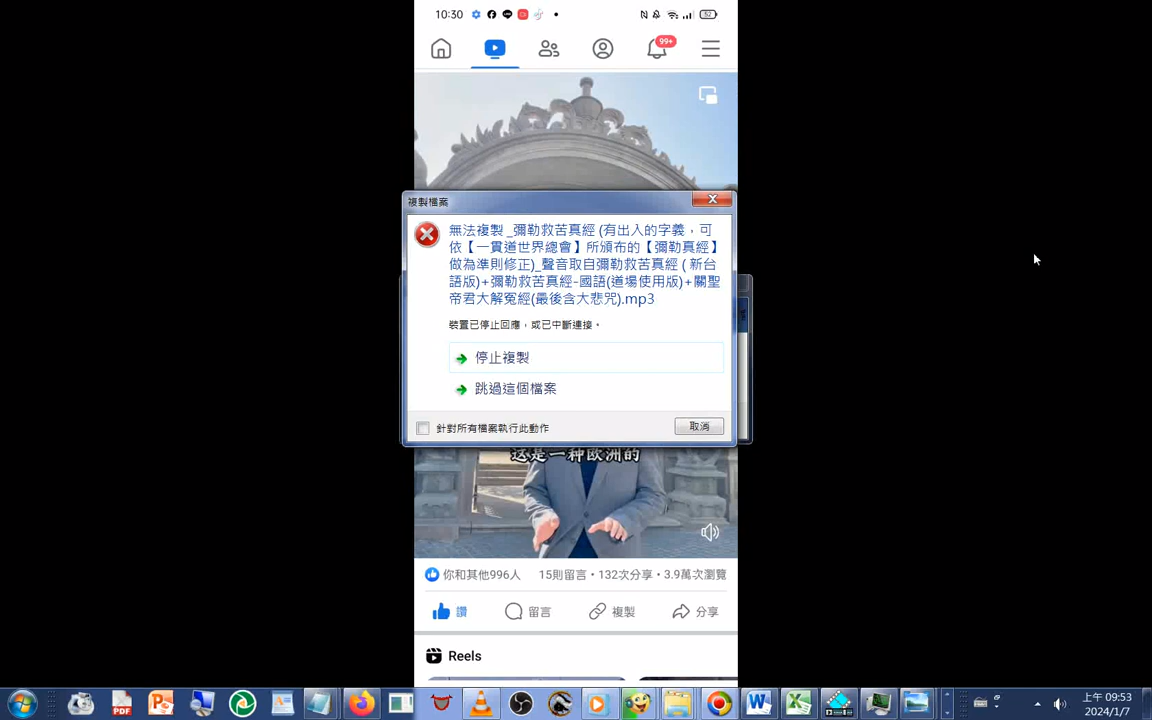 10:30
52
99+
複製檔案
無法複製 _彌勒救苦真經 (有出入的字義，可
依【一貫道世界總會】所頒布的【彌勒真經】
做為準則修正)_聲音取自彌勒救苦真經 ( 新台
語版)+彌勒救苦真經-國語(道場使用版)+關聖
帝君大解冤經(最後含大悲咒).mp3
裝置已停止回應，或已中斷連接。
停止複製
跳過這個檔案
針對所有檔案執行此動作
取消
这是一种欧洲的
你和其他996人 15則留言 • 132次分享 • 3.9萬次瀏覽
讚 留言 複製 分享
Reels
PDF
上午 09:53
2024/1/7